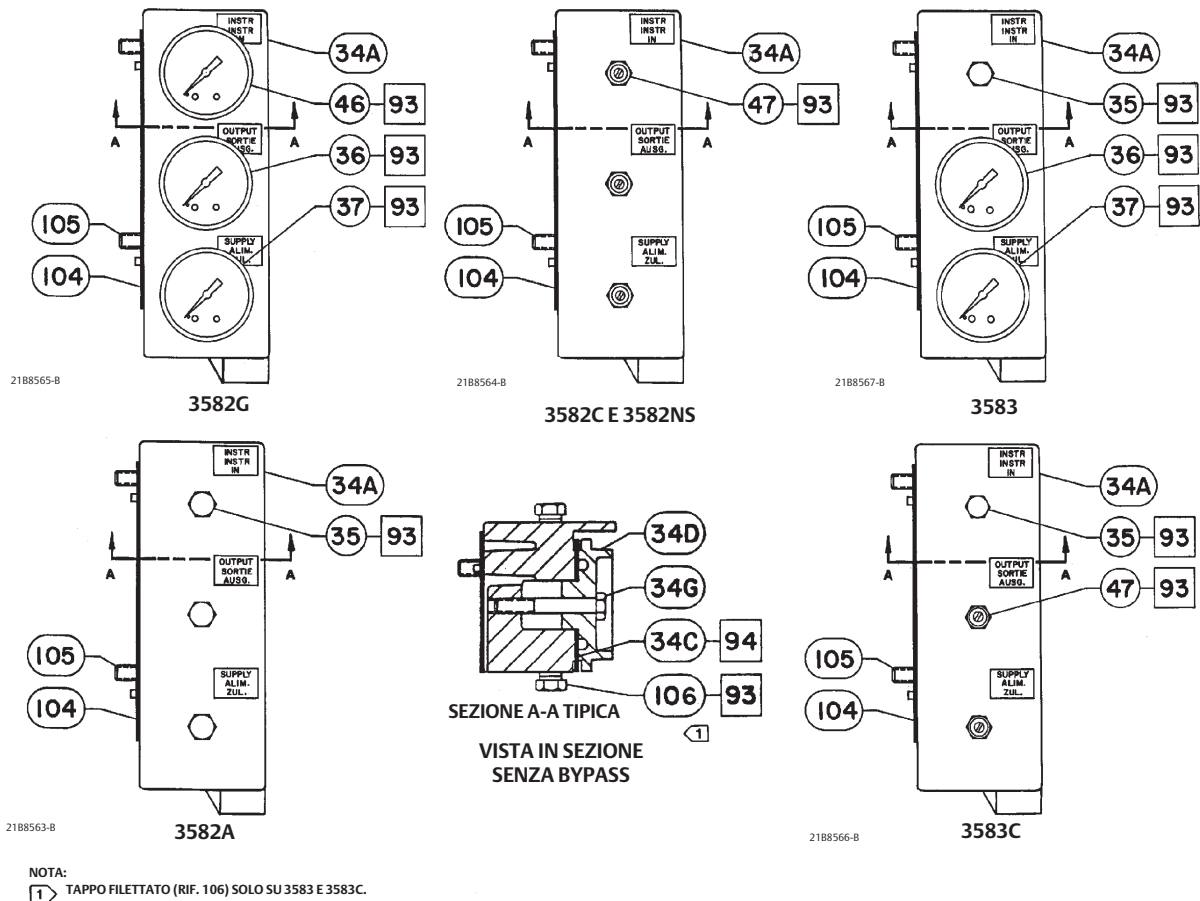 INSTR
INSTR
IN
34A
46 93
OUTPUT
SORTIE
AUSG.
A A
36 93
37 93
105
SUPPLY
ALIM.
ZUL.
104
21B8565-B
3582G
INSTR
INSTR
IN
34A
47 93
A A
OUTPUT
SORTIE
AUSG.
105
SUPPLY
ALIM.
ZUL.
104
21B8564-B
3582C E 3582NS
INSTR
INSTR
IN
34A
35 93
A A
OUTPUT
SORTIE
AUSG.
36 93
37 93
105
SUPPLY
ALIM.
ZUL.
104
21B8567-B
3583
INSTR
INSTR
IN
34A
35 93
A A
OUTPUT
SORTIE
AUSG.
105
SUPPLY
ALIM.
ZUL.
104
21B8563-B
3582A
34D
34G
34C 94
106 93
1
SEZIONE A-A TIPICA
VISTA IN SEZIONE
SENZA BYPASS
INSTR
INSTR
IN
34A
35 93
A A
OUTPUT
SORTIE
AUSG.
47 93
105
SUPPLY
ALIM.
ZUL.
104
21B8566-B
3583C
NOTA:
1 TAPPO FILETTATO (RIF. 106) SOLO SU 3583 E 3583C.